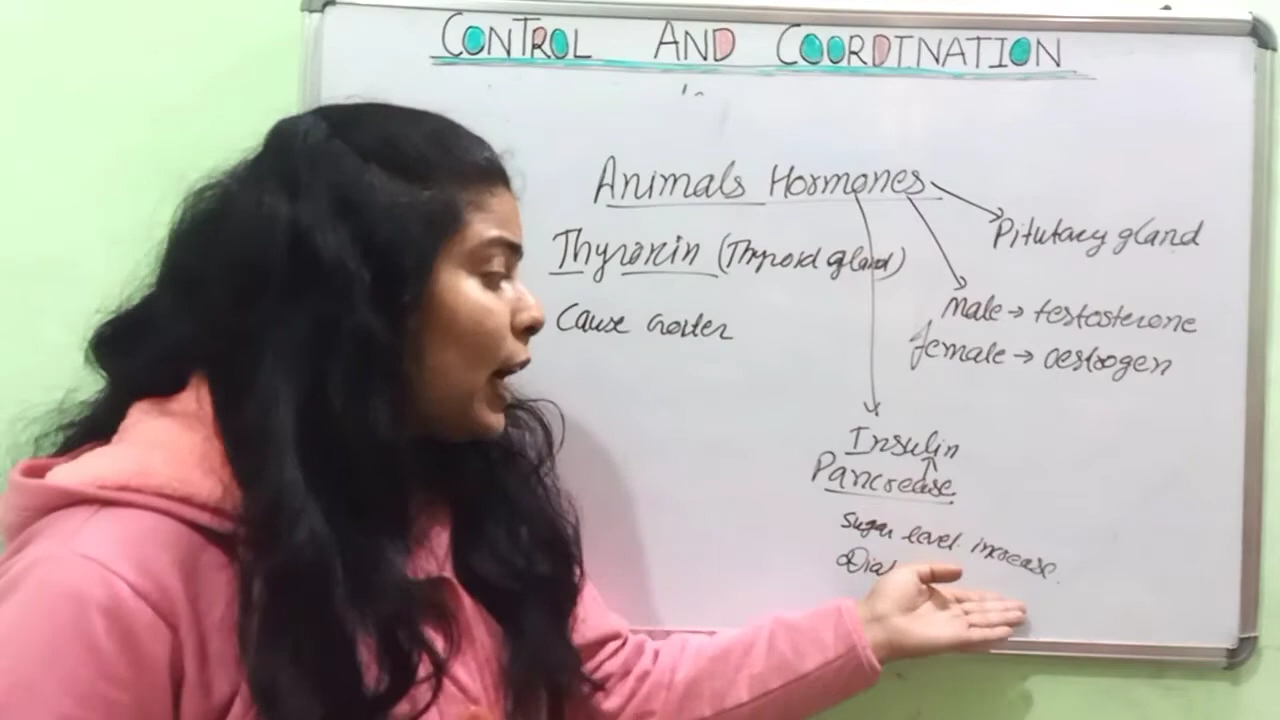 CONTROL AND COORDINATION
Animals Hormones
Pitutary gland
Thyroxin (Thyroid gland)
Cause Goiter
male → testosterone
female → oestrogen
Insulin
Pancrease
Sugar level increase.